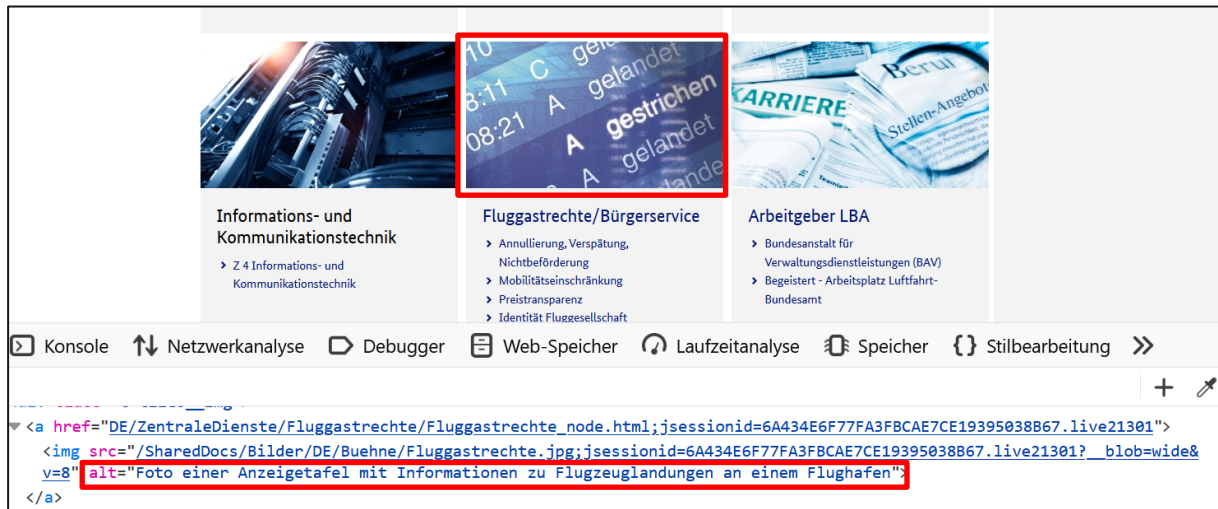 10 C gelandet
8:11 A gelandet
08:21 A gestrichen
A gelandet
A
KARRIERE
Beruf
Stellen-Angebot
Informations- und
Kommunikationstechnik
Z 4 Informations- und
Kommunikationstechnik
Fluggastrechte/Bürgerservice
Annullierung, Verspätung,
Nichtbeförderung
Mobilitätseinschränkung
Preistransparenz
Identität Fluggesellschaft
Arbeitgeber LBA
Bundesanstalt für
Verwaltungsdienstleistungen (BAV)
Begeistert - Arbeitsplatz Luftfahrt-
Bundesamt
Konsole Netzwerkanalyse Debugger Web-Speicher Laufzeitanalyse Speicher {} Stilbearbeitung
<a href="DE/ZentraleDienste/Fluggastrechte/Fluggastrechte_node.html;jsessionid=6A434E6F77FA3FBCAE7CE19395038B67.live21301">
<img src="/SharedDocs/Bilder/DE/Buehne/Fluggastrechte.jpg;jsessionid=6A434E6F77FA3FBCAE7CE19395038B67.live21301?__blob=wide&
v=8" alt="Foto einer Anzeigetafel mit Informationen zu Flugzeuglandungen an einem Flughafen">
</a>